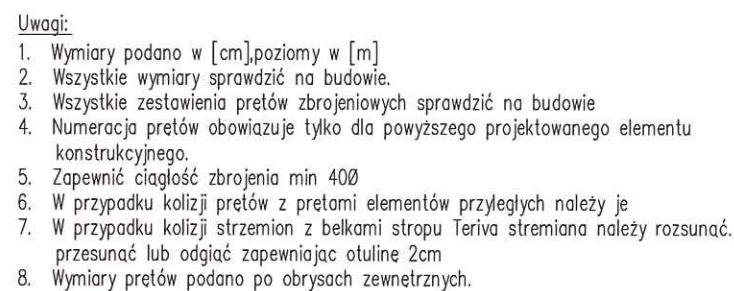 Uwagi:
1. Wymiary podano w [cm],poziomy w [m]
2. Wszystkie wymiary sprawdzić na budowie.
3. Wszystkie zestawienia pretów zbrojeniowych sprawdzić na budowie
4. Numeracja prętów obowiązuje tylko dla powyższego projektowanego elementu
konstrukcyjnego.
5. Zapewnić ciągłość zbrojenia min 40Ø
6. W przypadku kolizji prętów z prętami elementów przyległych należy je
7. W przypadku kolizji strzemion z belkami stropu Teriva stremiana należy rozsunąć.
przesunąć lub odgiąć zapewniając otulinę 2cm
8. Wymiary prętów podano po obrysach zewnętrznych.